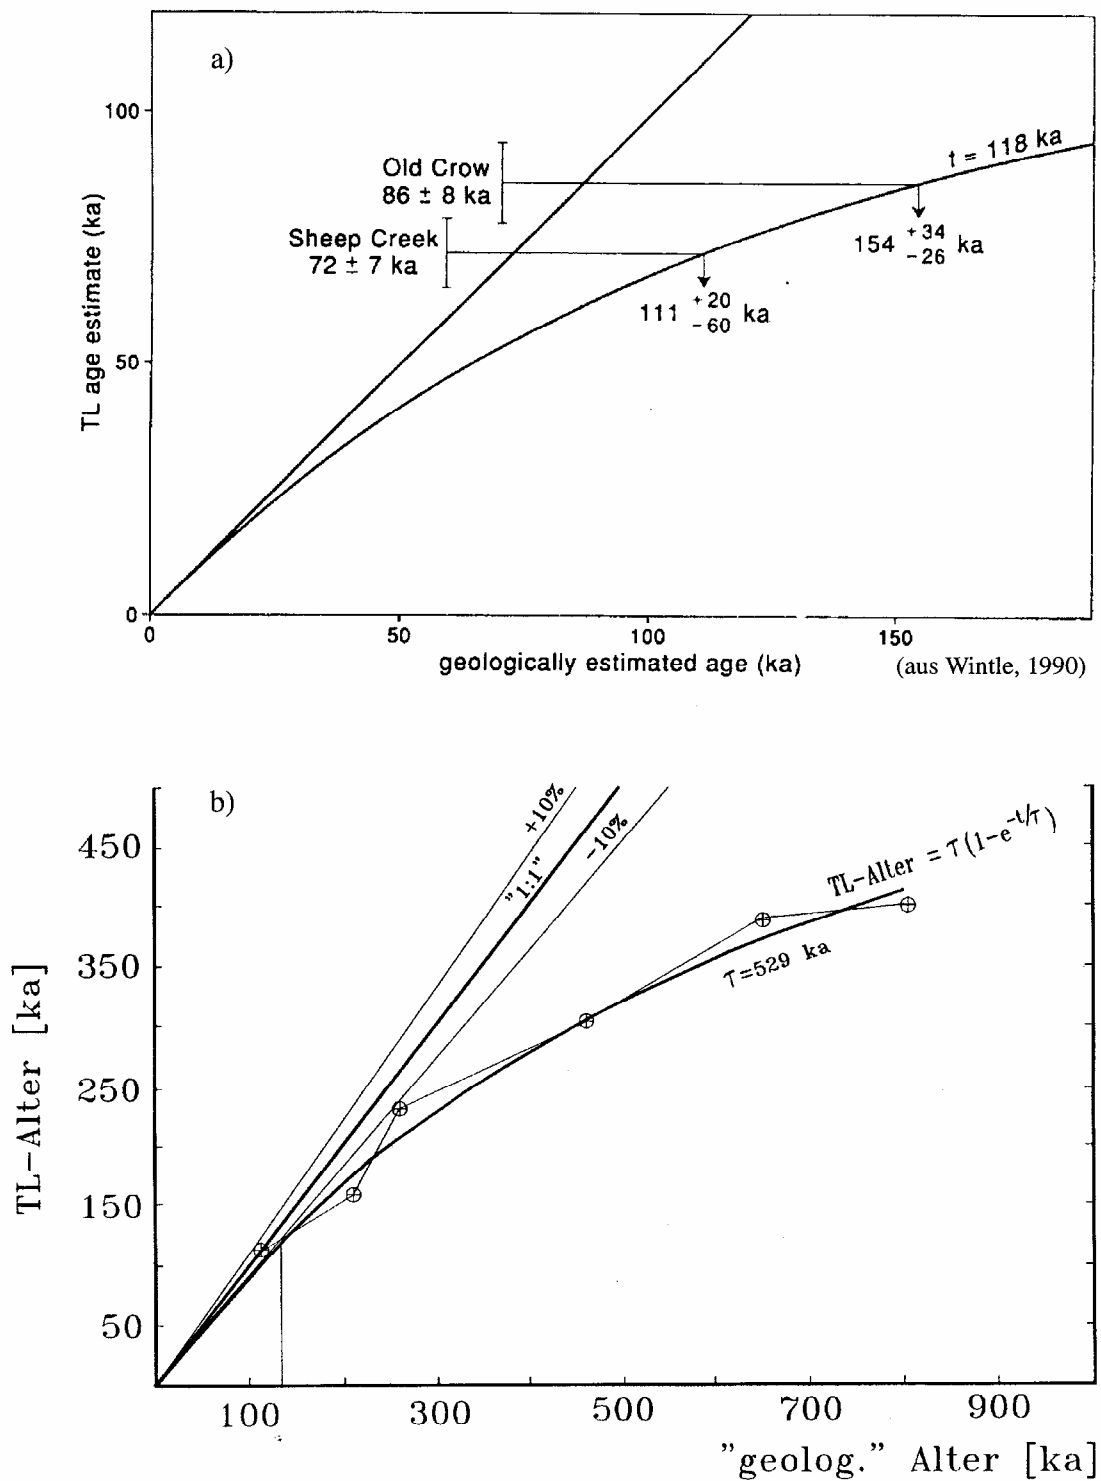 a)
100
50
0
TL age estimate (ka)
Old Crow
86 ± 8 ka
Sheep Creek
72 ± 7 ka
t = 118 ka
154 +34 -26 ka
111 +20 -60 ka
0 50 100 150
geologically estimated age (ka)
(aus Wintle, 1990)
b)
450
350
250
150
50
TL-Alter [ka]
+10%
"1:1"
-10%
TL-Alter = τ(1-e^-t/τ)
τ=529 ka
100 300 500 700 900
"geolog." Alter [ka]